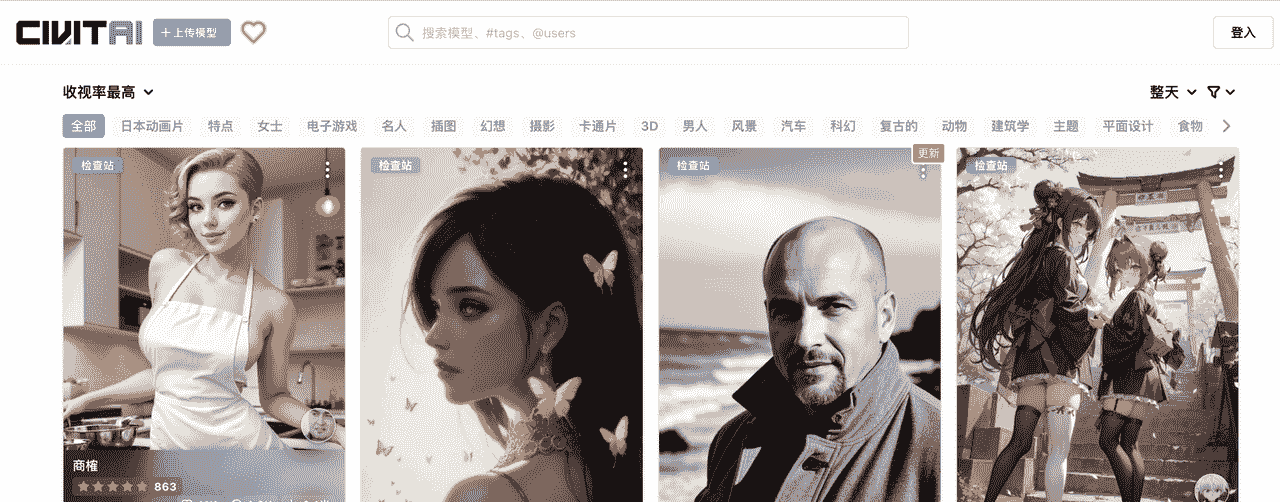 CIVITAI
+ 上传模型
搜索模型、#tags、@users
登入
收视率最高
整天
全部 日本动画片 特点 女士 电子游戏 名人 插图 幻想 摄影 卡通片 3D 男人 风景 汽车 科幻 复古的 动物 建筑学 主题 平面设计 食物
检查站
检查站
检查站
更新
检查站
商榷
863